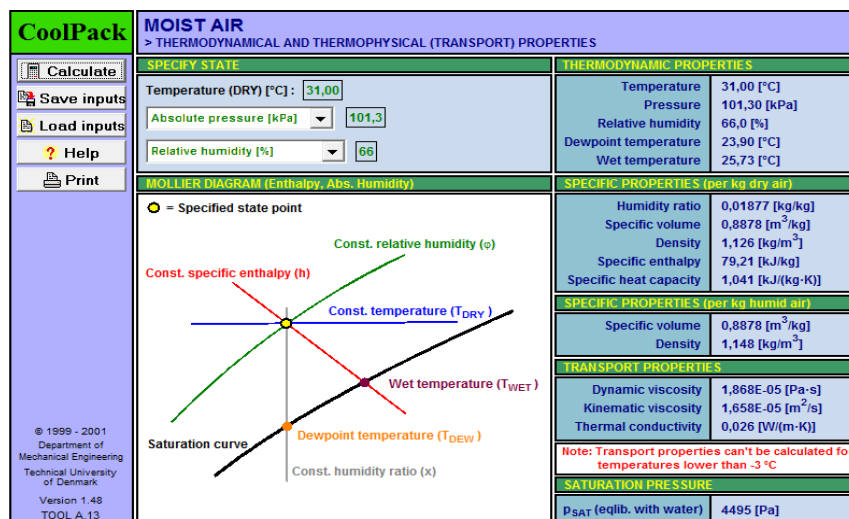 CoolPack
MOIST AIR
> THERMODYNAMICAL AND THERMOPHYSICAL (TRANSPORT) PROPERTIES
Calculate
Save inputs
Load inputs
? Help
Print
© 1999 - 2001
Department of
Mechanical Engineering
Technical University
of Denmark
Version 1.48
TOOL A.13
SPECIFY STATE
Temperature (DRY) [°C] : 31,00
Absolute pressure [kPa] 101,3
Relative humidity [%] 66
MOLLIER DIAGRAM (Enthalpy, Abs. Humidity)
= Specified state point
Const. relative humidity (φ)
Const. specific enthalpy (h)
Const. temperature (TDRY )
Wet temperature (TWET )
Saturation curve
Dewpoint temperature (TDEW )
Const. humidity ratio (x)
THERMODYNAMIC PROPERTIES
Temperature 31,00 [°C]
Pressure 101,30 [kPa]
Relative humidity 66,0 [%]
Dewpoint temperature 23,90 [°C]
Wet temperature 25,73 [°C]
SPECIFIC PROPERTIES (per kg dry air)
Humidity ratio 0,01877 [kg/kg]
Specific volume 0,8878 [m³/kg]
Density 1,126 [kg/m³]
Specific enthalpy 79,21 [kJ/kg]
Specific heat capacity 1,041 [kJ/(kg·K)]
SPECIFIC PROPERTIES (per kg humid air)
Specific volume 0,8878 [m³/kg]
Density 1,148 [kg/m³]
TRANSPORT PROPERTIES
Dynamic viscosity 1,868E-05 [Pa·s]
Kinematic viscosity 1,658E-05 [m²/s]
Thermal conductivity 0,026 [W/(m·K)]
Note: Transport properties can't be calculated for
temperatures lower than -3 ºC
SATURATION PRESSURE
pSAT (eqlib. with water) 4495 [Pa]